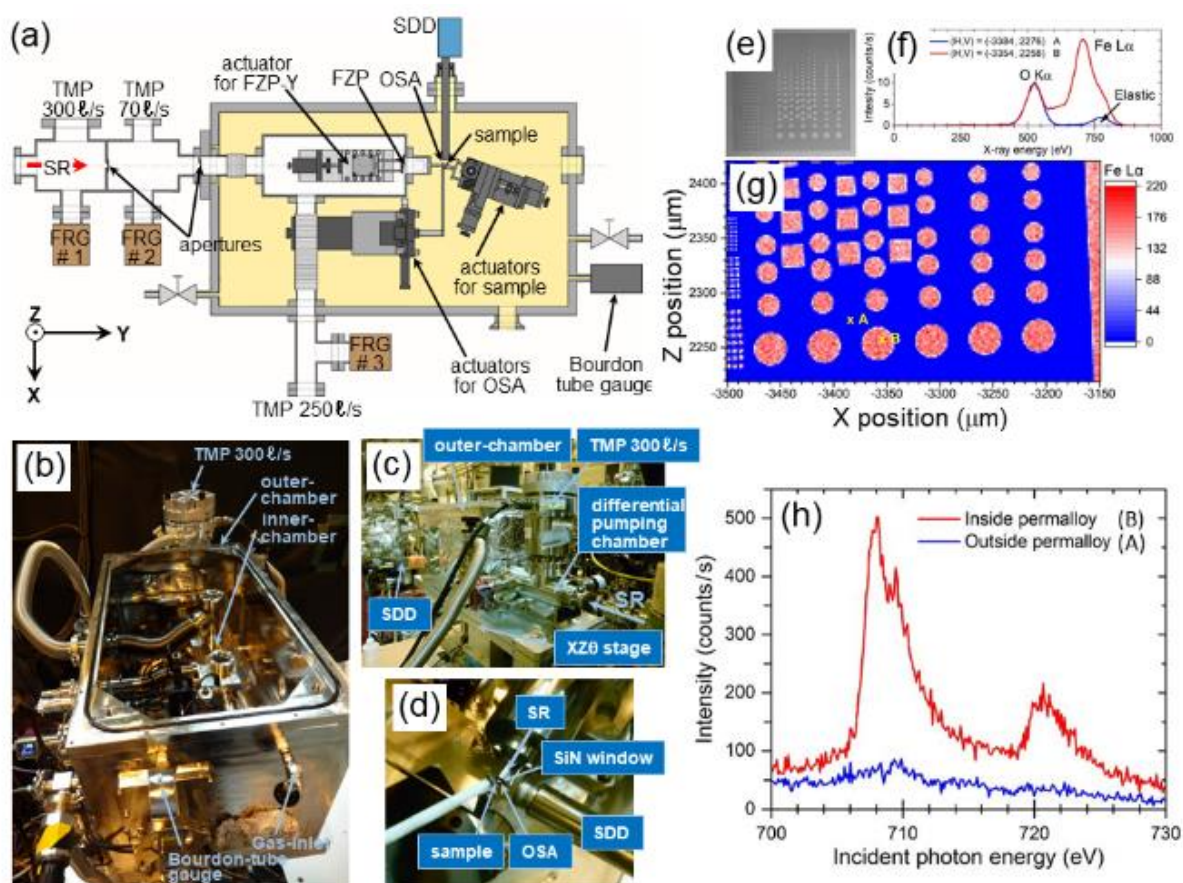 (a)
SDD
actuator
for FZP-Y
FZP
OSA
TMP
300ℓ/s
TMP
70ℓ/s
sample
SR
FRG
# 1
FRG
# 2
apertures
actuators
for sample
Z
Y
X
FRG
# 3
actuators
for OSA
Bourdon
tube gauge
TMP 250ℓ/s
(b)
TMP 300ℓ/s
outer-
chamber
inner-
chamber
Gas-inlet
Bourdon-tube
gauge
(c)
outer-chamber
TMP 300ℓ/s
differential
pumping
chamber
SDD
SR
XZθ stage
(d)
SR
SiN window
SDD
sample
OSA
(e)
(f)
Intesity (counts/s)
10
5
0
(H,V) = (-3384, 2276) A
(H,V) = (-3354, 2258) B
Fe Lα
O Kα
Elastic
0 250 500 750 1000
X-ray energy (eV)
(g)
Z position (μm)
2400
2350
2300
2250
x A
x B
-3500 -3450 -3400 -3350 -3300 -3250 -3200 -3150
X position (μm)
Fe Lα
220
176
132
88
44
0
(h)
Intensity (counts/s)
500
400
300
200
100
0
Inside permalloy (B)
Outside permalloy (A)
700 710 720 730
Incident photon energy (eV)